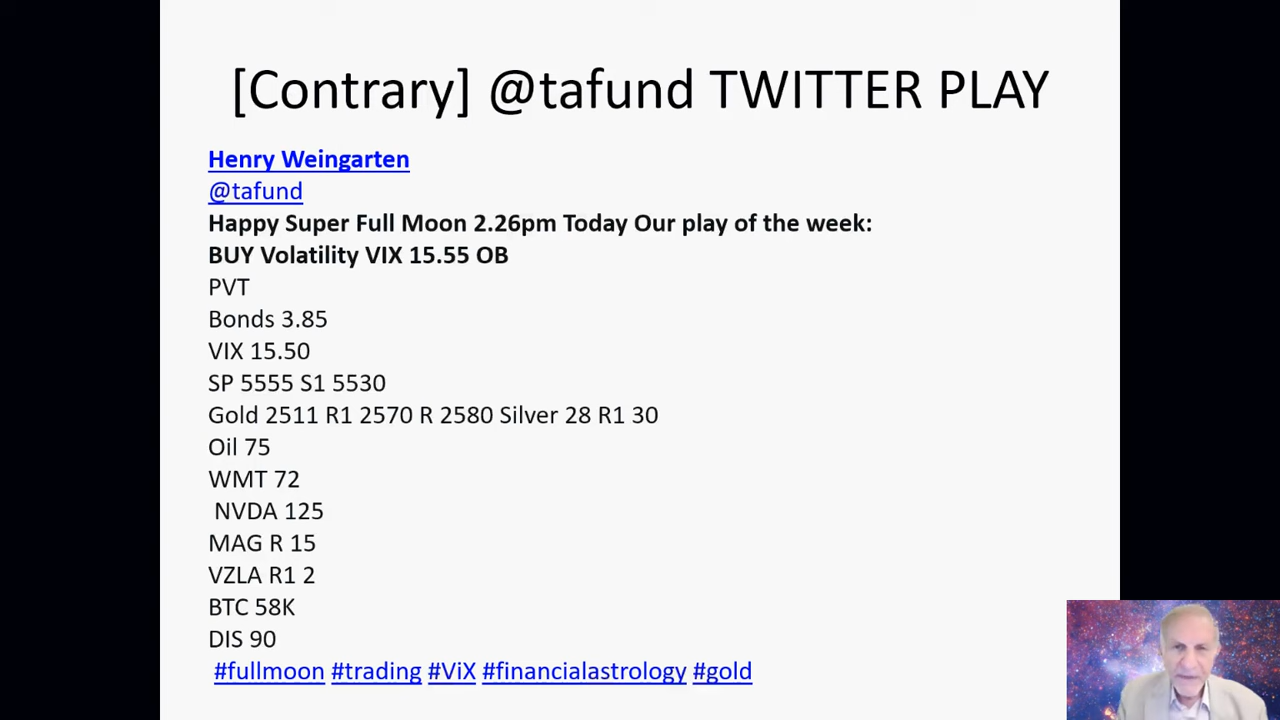 [Contrary] @tafund TWITTER PLAY
Henry Weingarten
@tafund
Happy Super Full Moon 2.26pm Today Our play of the week:
BUY Volatility VIX 15.55 OB
PVT
Bonds 3.85
VIX 15.50
SP 5555 S1 5530
Gold 2511 R1 2570 R 2580 Silver 28 R1 30
Oil 75
WMT 72
NVDA 125
MAG R 15
VZLA R1 2
BTC 58K
DIS 90
#fullmoon #trading #ViX #financialastrology #gold